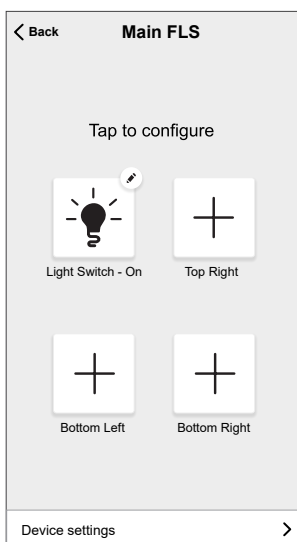 Back
Main FLS
Tap to configure
Light Switch - On
Top Right
Bottom Left
Bottom Right
Device settings